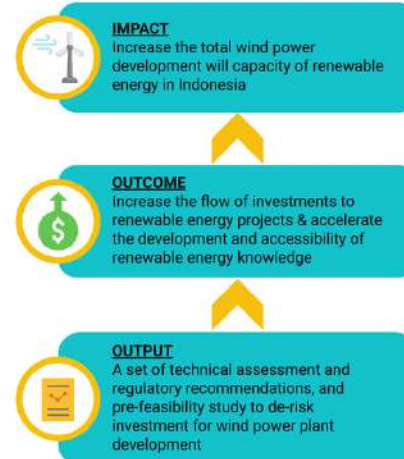 IMPACT
Increase the total wind power
development will capacity of renewable
energy in Indonesia
OUTCOME
Increase the flow of investments to
renewable energy projects & accelerate
the development and accessibility of
renewable energy knowledge
$
OUTPUT
A set of technical assessment and
regulatory recommendations, and
pre-feasibility study to de-risk
investment for wind power plant
development